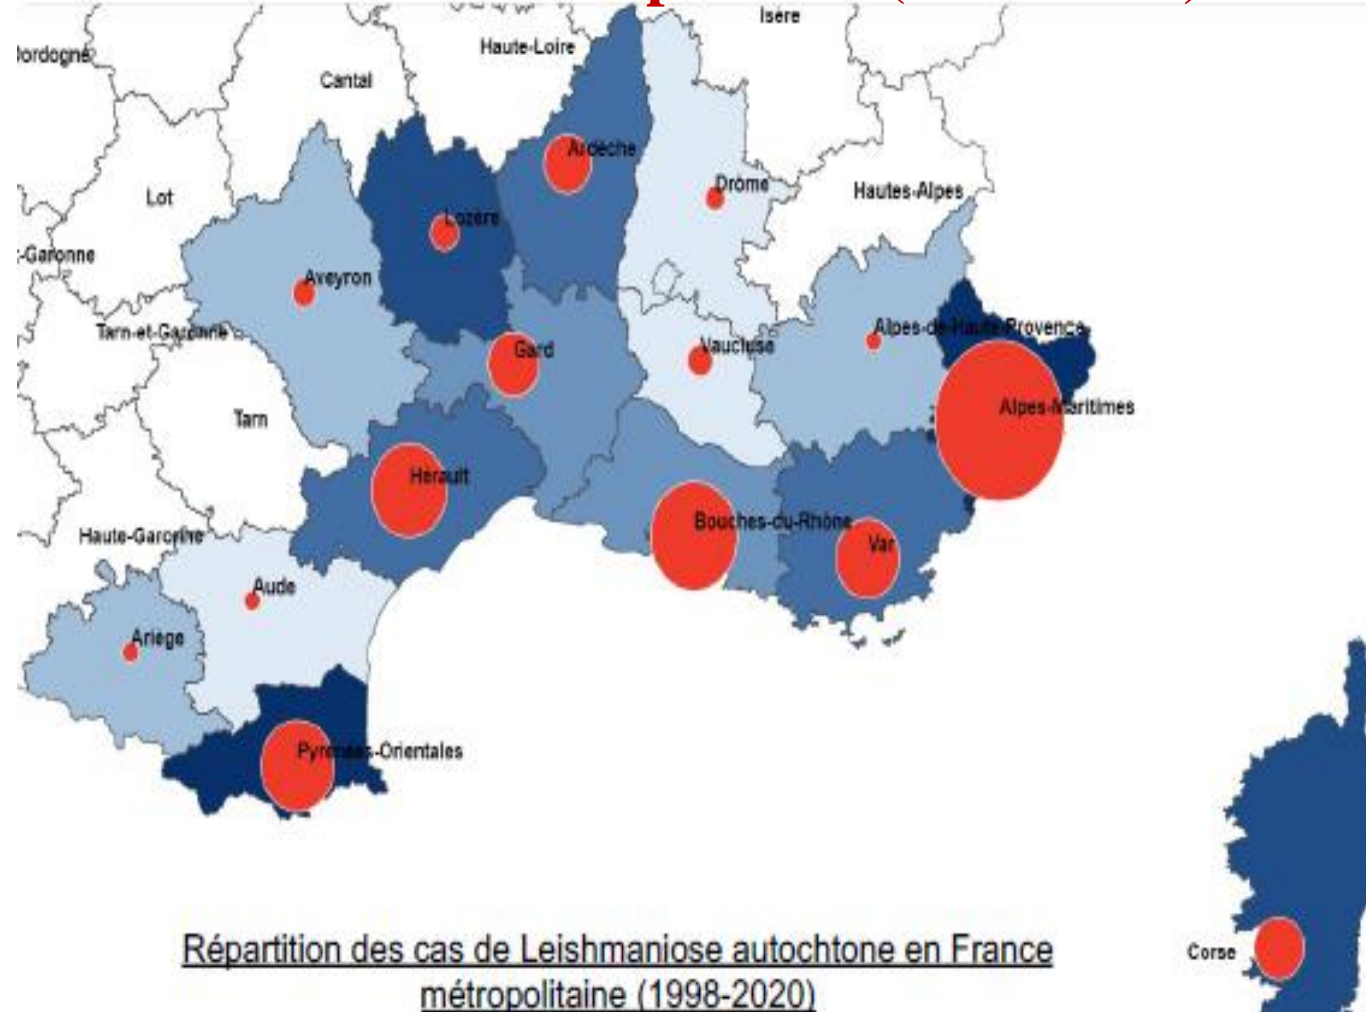 Isère
Haute-Loire
Cantal
Ardèche
Lot
Drôme
Hautes-Alpes
Lozère
-Garonne
Aveyron
Tarn-et-Garonne
Alpes-de-Haute-Provence
Gard
Vaucluse
Alpes-Maritimes
Tarn
Herault
Bouches-du-Rhône
Haute-Garonne
Var
Aude
Ariège
Pyrénées-Orientales
Répartition des cas de Leishmaniose autochtone en France
métropolitaine (1998-2020)
Corse